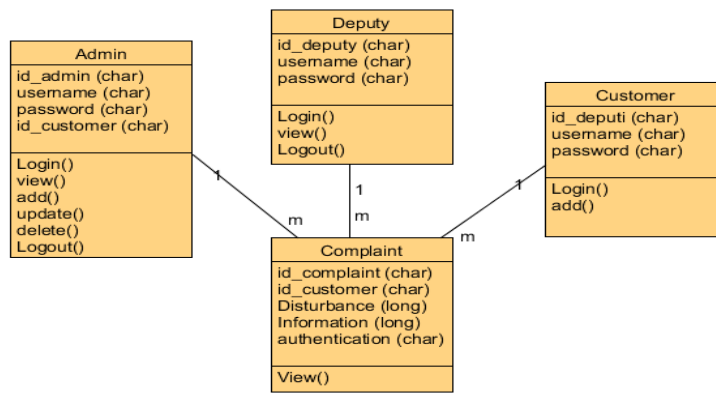 Deputy
id_deputy (char)
username (char)
password (char)
Login()
view()
Logout()
Admin
id_admin (char)
username (char)
password (char)
id_customer (char)
Login()
view()
add()
update()
delete()
Logout()
Customer
id_deputi (char)
username (char)
password (char)
Login()
add()
1
1
1
m
m
m
Complaint
id_complaint (char)
id_customer (char)
Disturbance (long)
Information (long)
authentication (char)
View()